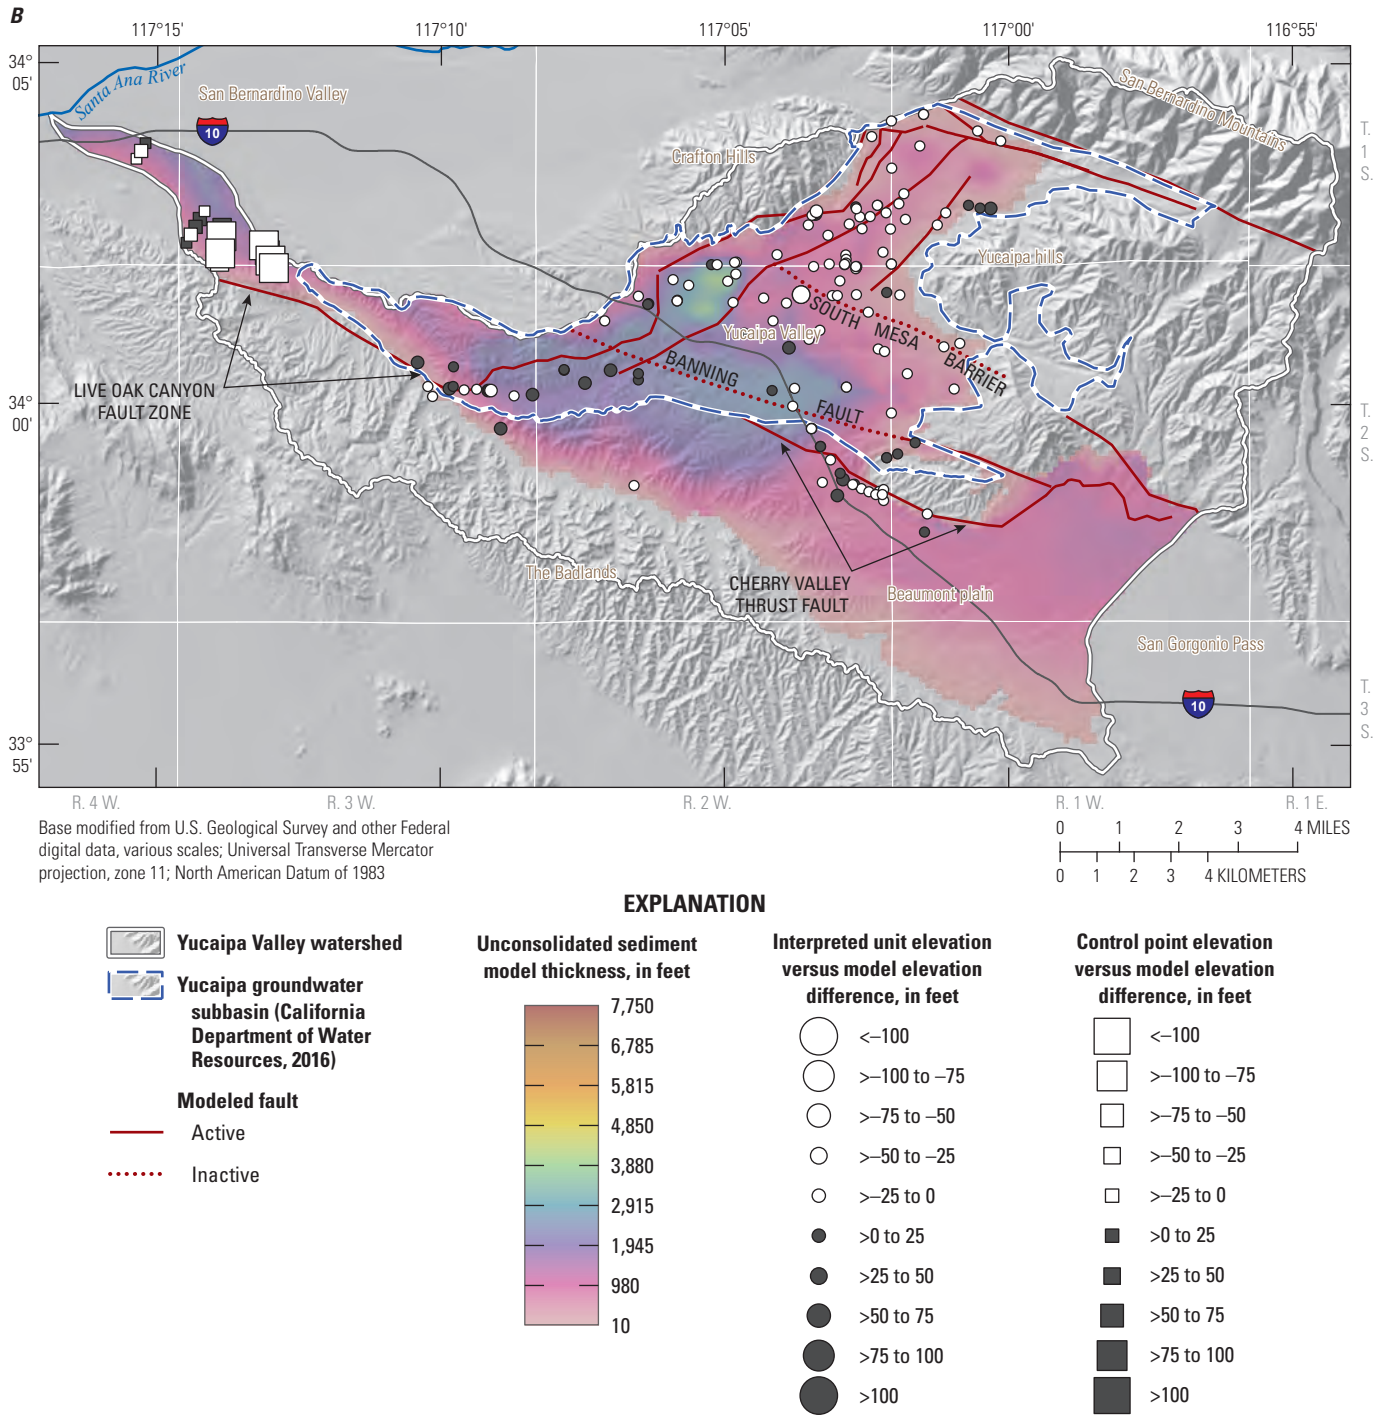 B
117°15'
117°10'
117°05'
117°00'
116°55'
34°
05'
Santa Ana River
San Bernardino Valley
10
San Bernardino Mountains
T.
1
S.
Crafton Hills
Yucaipa hills
SOUTH MESA BARRIER
Yucaipa Valley
BANNING FAULT
LIVE OAK CANYON
FAULT ZONE
34°
00'
T.
2
S.
The Badlands
CHERRY VALLEY
THRUST FAULT
Beaumont plain
San Gorgonio Pass
10
T.
3
S.
33°
55'
R. 4 W.
R. 3 W.
R. 2 W.
R. 1 W.
R. 1 E.
Base modified from U.S. Geological Survey and other Federal
digital data, various scales; Universal Transverse Mercator
projection, zone 11; North American Datum of 1983
0 1 2 3 4 MILES
0 1 2 3 4 KILOMETERS
EXPLANATION
Yucaipa Valley watershed
Yucaipa groundwater
subbasin (California
Department of Water
Resources, 2016)
Modeled fault
Active
Inactive
Unconsolidated sediment
model thickness, in feet
7,750
6,785
5,815
4,850
3,880
2,915
1,945
980
10
Interpreted unit elevation
versus model elevation
difference, in feet
<–100
>–100 to –75
>–75 to –50
>–50 to –25
>–25 to 0
>0 to 25
>25 to 50
>50 to 75
>75 to 100
>100
Control point elevation
versus model elevation
difference, in feet
<–100
>–100 to –75
>–75 to –50
>–50 to –25
>–25 to 0
>0 to 25
>25 to 50
>50 to 75
>75 to 100
>100